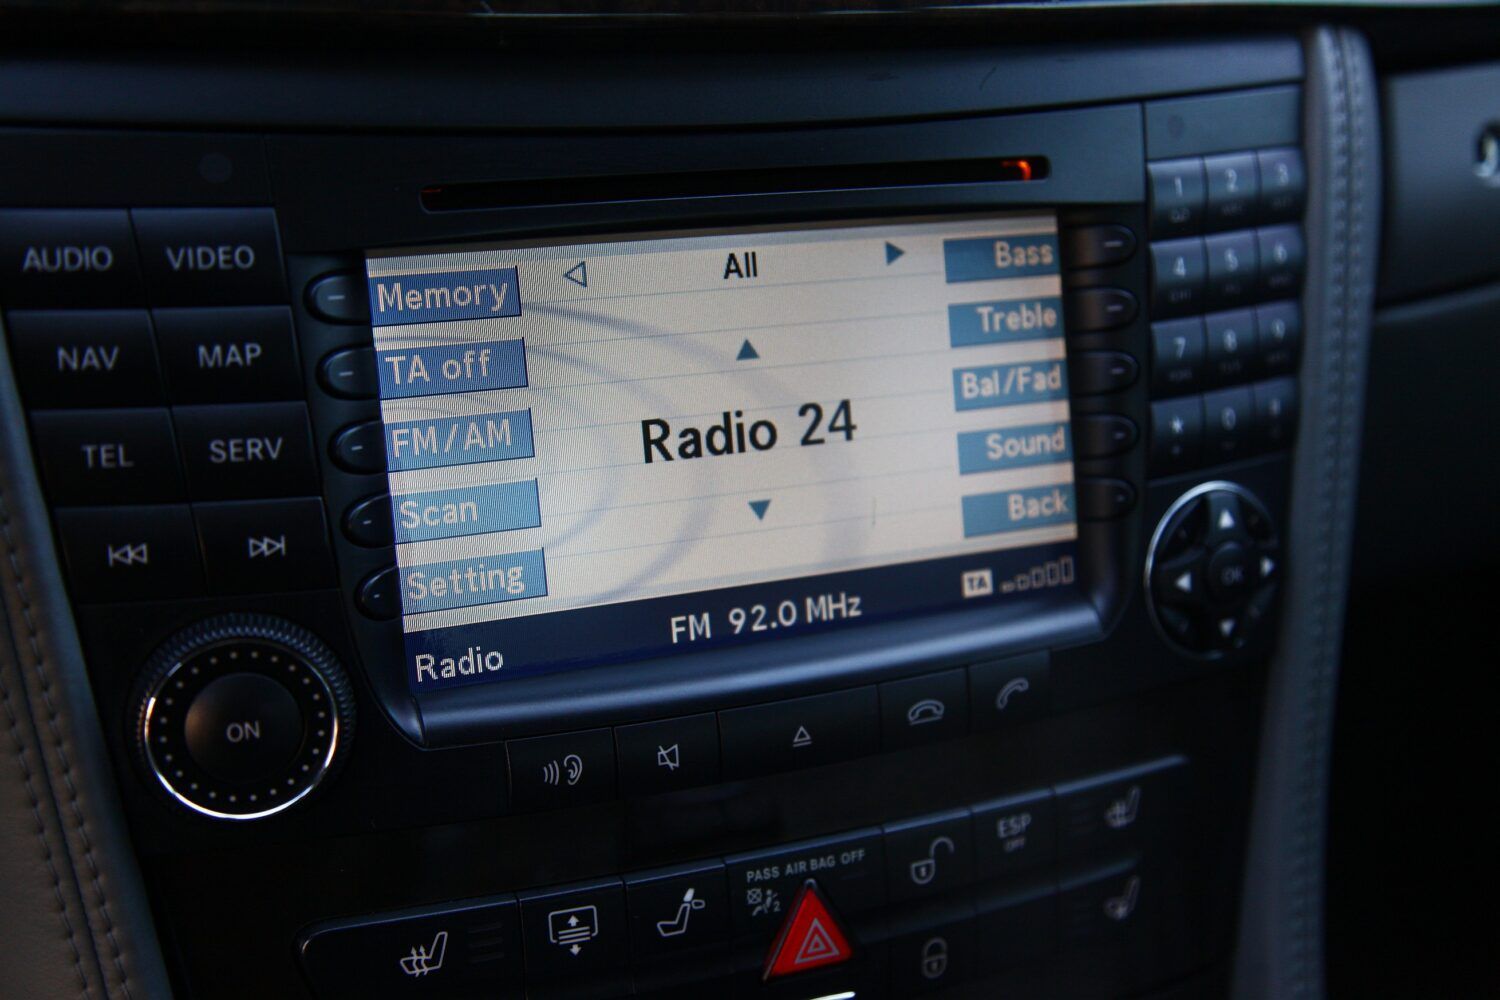 AUDIO VIDEO
NAV MAP
TEL SERV
ON
Memory
TA off
FM/AM
Scan
Setting
All
Radio 24
Bass
Treble
Bal/Fad
Sound
Back
TA
FM 92.0 MHz
Radio
1 2 3
4 5 6
7 8 9
* 0
OK
PASS AIR BAG OFF
2
ESP
OFF